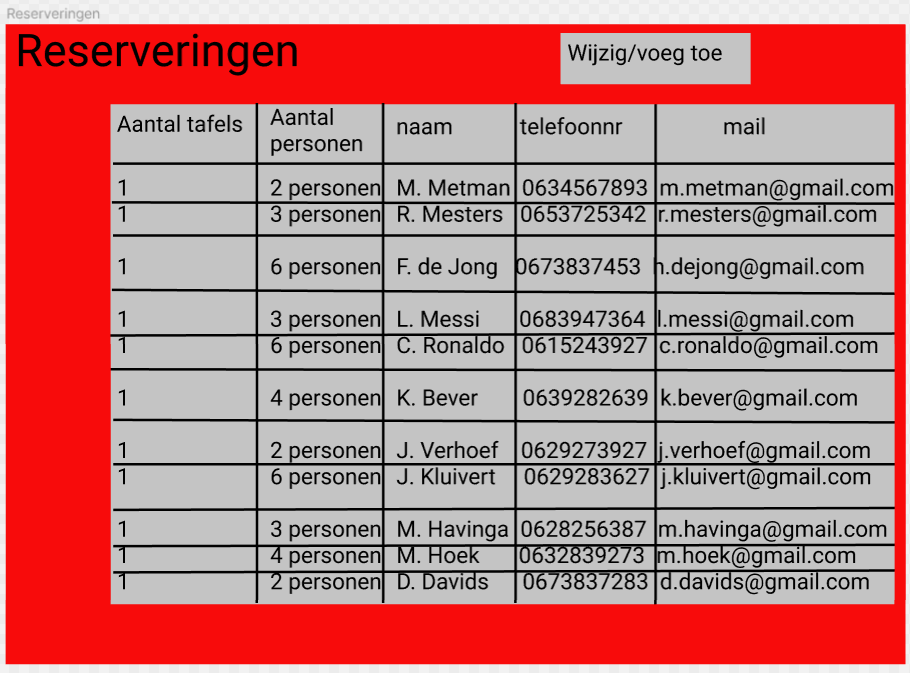 Reserveringen
Reserveringen
Wijzig/voeg toe
Aantal tafels Aantal personen naam telefoonnr mail
1 2 personen M. Metman 0634567893 m.metman@gmail.com
1 3 personen R. Mesters 0653725342 r.mesters@gmail.com
1 6 personen F. de Jong 0673837453 h.dejong@gmail.com
1 3 personen L. Messi 0683947364 l.messi@gmail.com
1 6 personen C. Ronaldo 0615243927 c.ronaldo@gmail.com
1 4 personen K. Bever 0639282639 k.bever@gmail.com
1 2 personen J. Verhoef 0629273927 j.verhoef@gmail.com
1 6 personen J. Kluivert 0629283627 j.kluivert@gmail.com
1 3 personen M. Havinga 0628256387 m.havinga@gmail.com
1 4 personen M. Hoek 0632839273 m.hoek@gmail.com
1 2 personen D. Davids 0673837283 d.davids@gmail.com